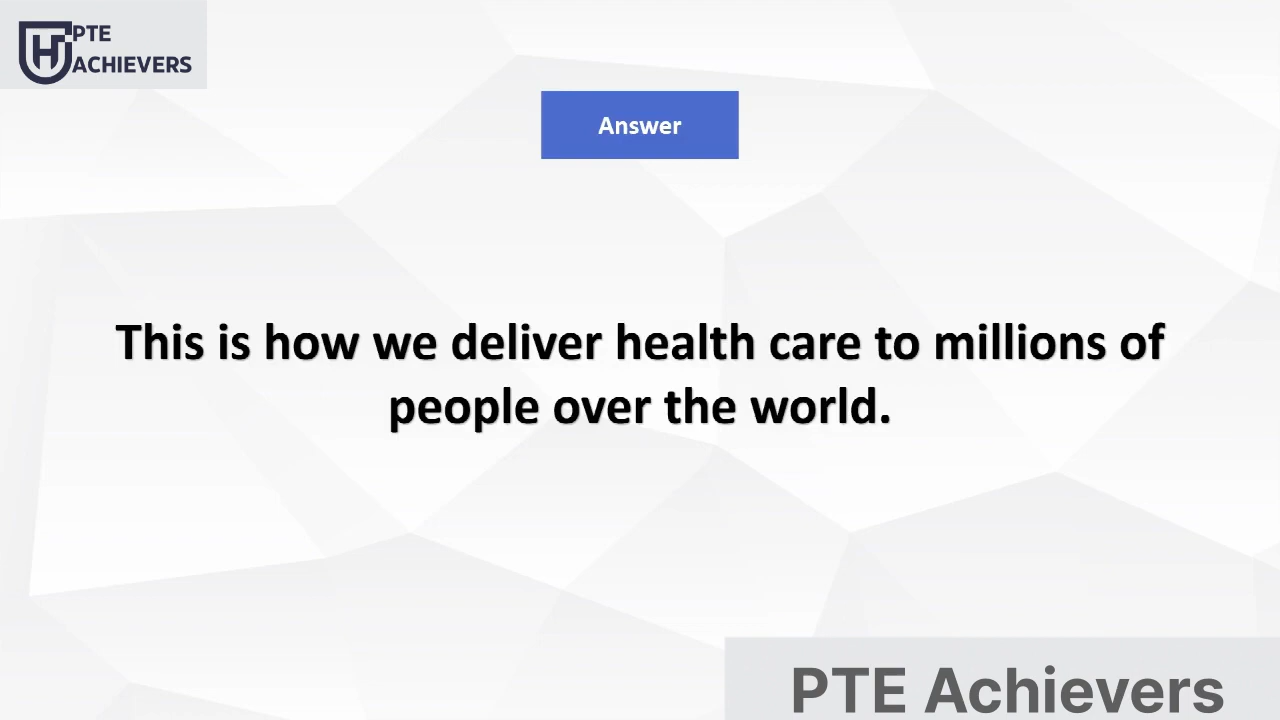 PTE
ACHIEVERS
Answer
This is how we deliver health care to millions of
people over the world.
PTE Achievers